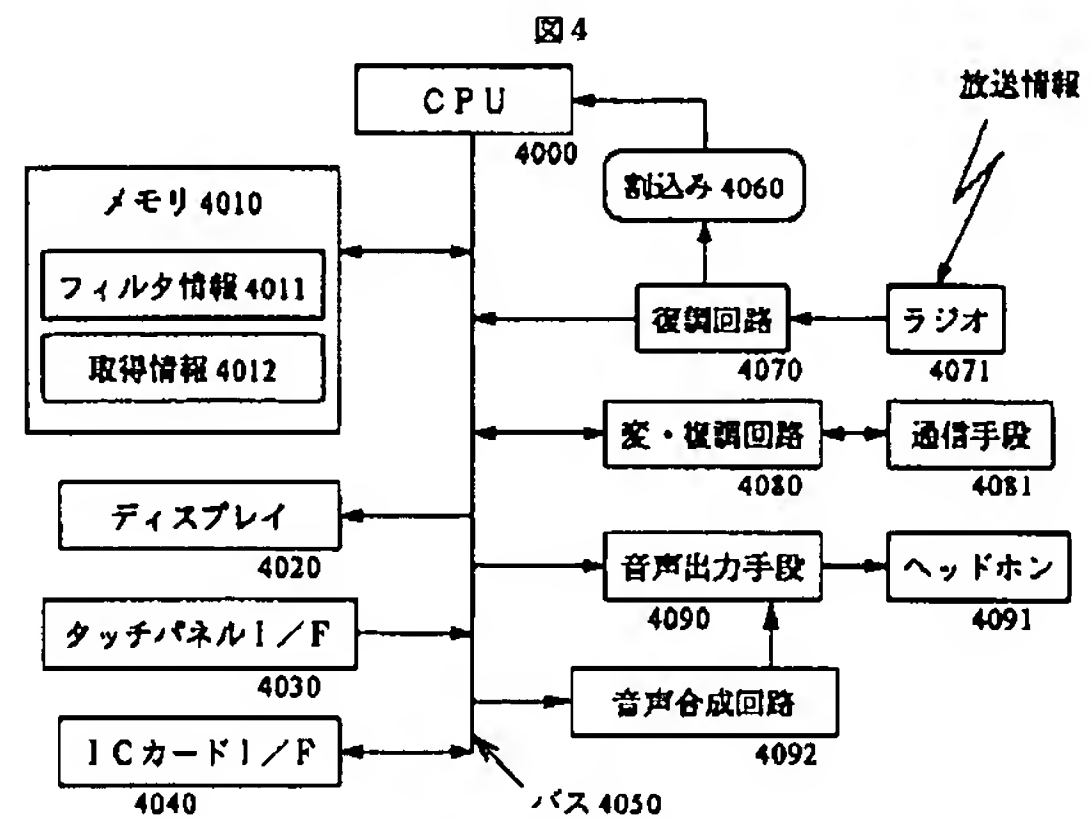 図4
CPU
4000
放送情報
割込み 4060
メモリ 4010
フィルタ情報 4011
取得情報 4012
復調回路
4070
ラジオ
4071
変・復調回路
4080
通信手段
4081
ディスプレイ
4020
音声出力手段
4090
ヘッドホン
4091
タッチパネルI/F
4030
音声合成回路
4092
ICカードI/F
4040
バス 4050